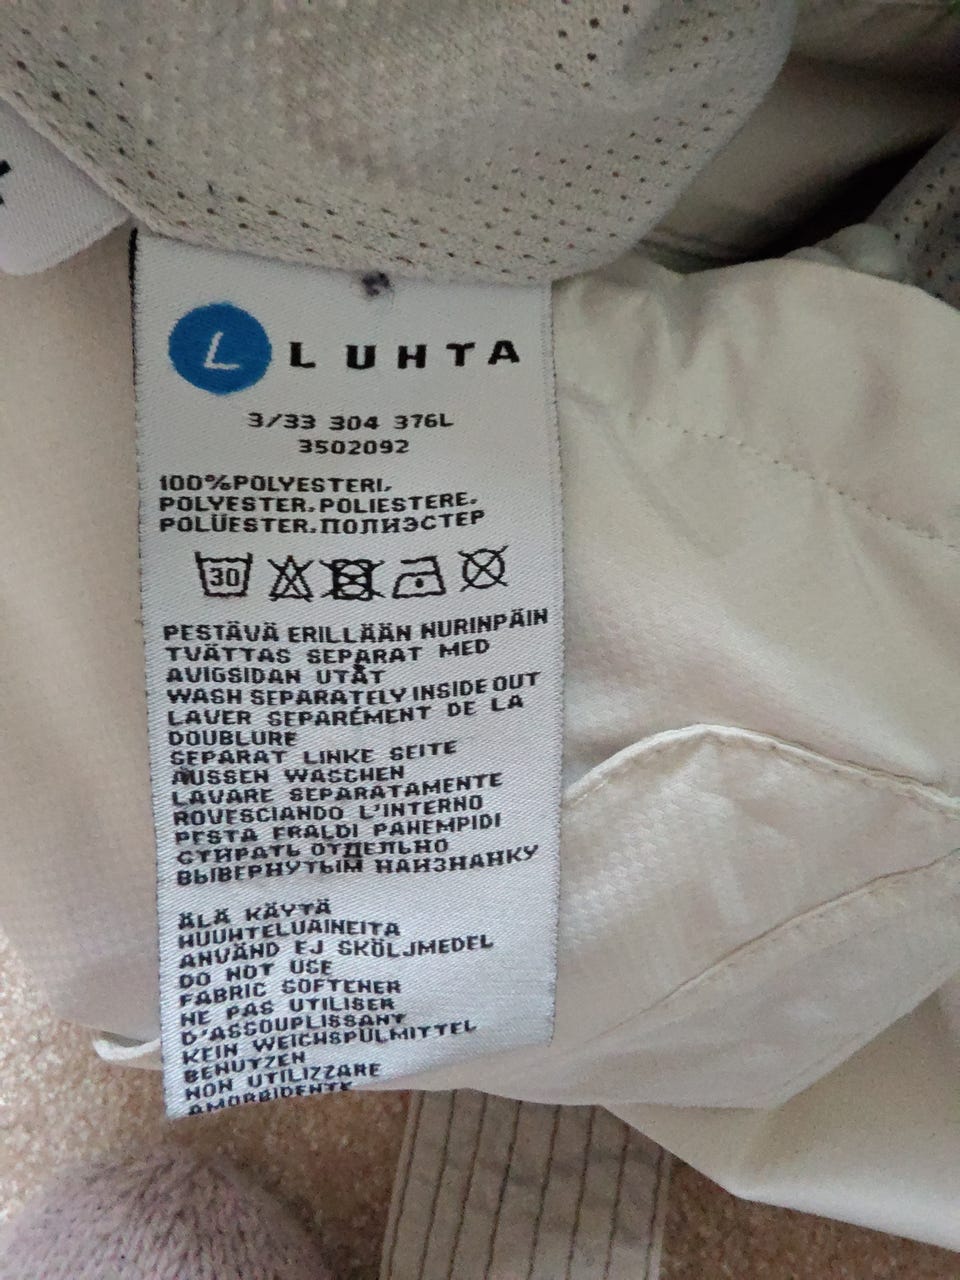 L LUHTA
3/33 304 376L
3502092
100%POLYESTERI,
POLYESTER,POLIESTERE,
POLÜESTER,ПОЛИЭСТЕР
30
PESTÄVÄ ERILLÄÄN NURINPÄIN
TVÄTTAS SEPARAT MED
AVIGSIDAN UTÅT
WASH SEPARATELY INSIDE OUT
LAVER SEPARÉMENT DE LA
DOUBLURE
SEPARAT LINKE SEITE
AUSSEN WASCHEN
LAVARE SEPARATAMENTE
ROVESCIANDO L'INTERNO
PESTA ERALDI PAHEMPIDI
СТИРАТЬ ОТДЕЛЬНО
ВЫВЕРНУТЫМ НАИЗНАНКУ
ÄLÄ KÄYTÄ
HUUHTELUAINEITA
ANVÄND EJ SKÖLJMEDEL
DO NOT USE
FABRIC SOFTENER
NE PAS UTILISER
D'ASSOUPLISSANT
KEIN WEICHSPÜLMITTEL
BENUTZEN
NON UTILIZZARE
AMORBIDENTE